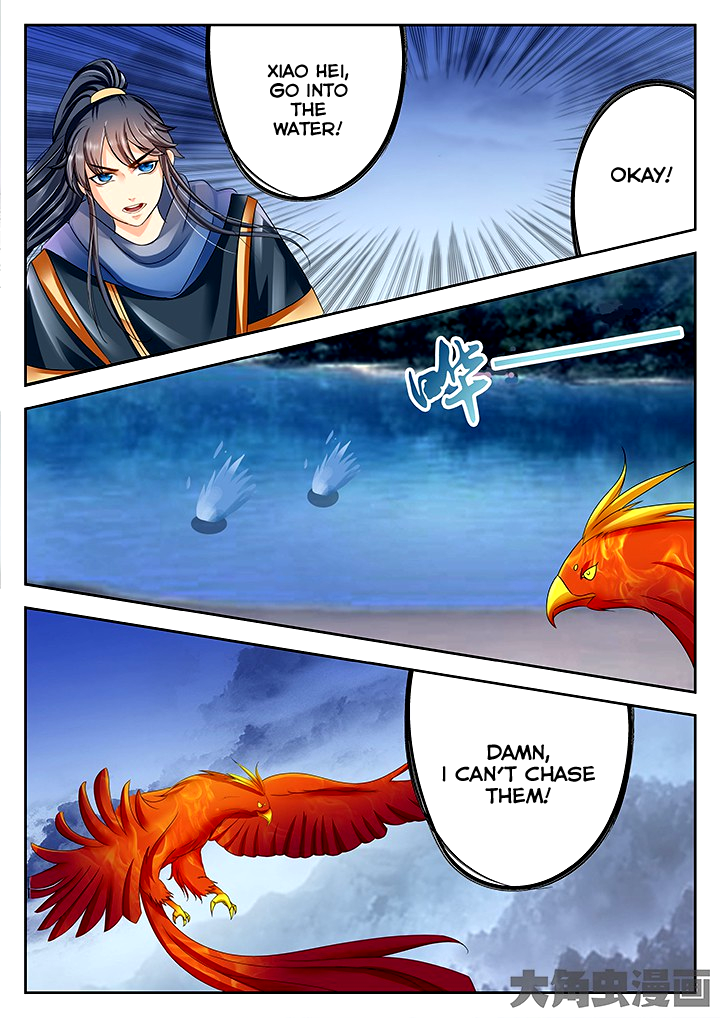 XIAO HEI,
GO INTO
THE
WATER!
OKAY!
哗
DAMN,
I CAN'T CHASE
THEM!
大角虫漫画